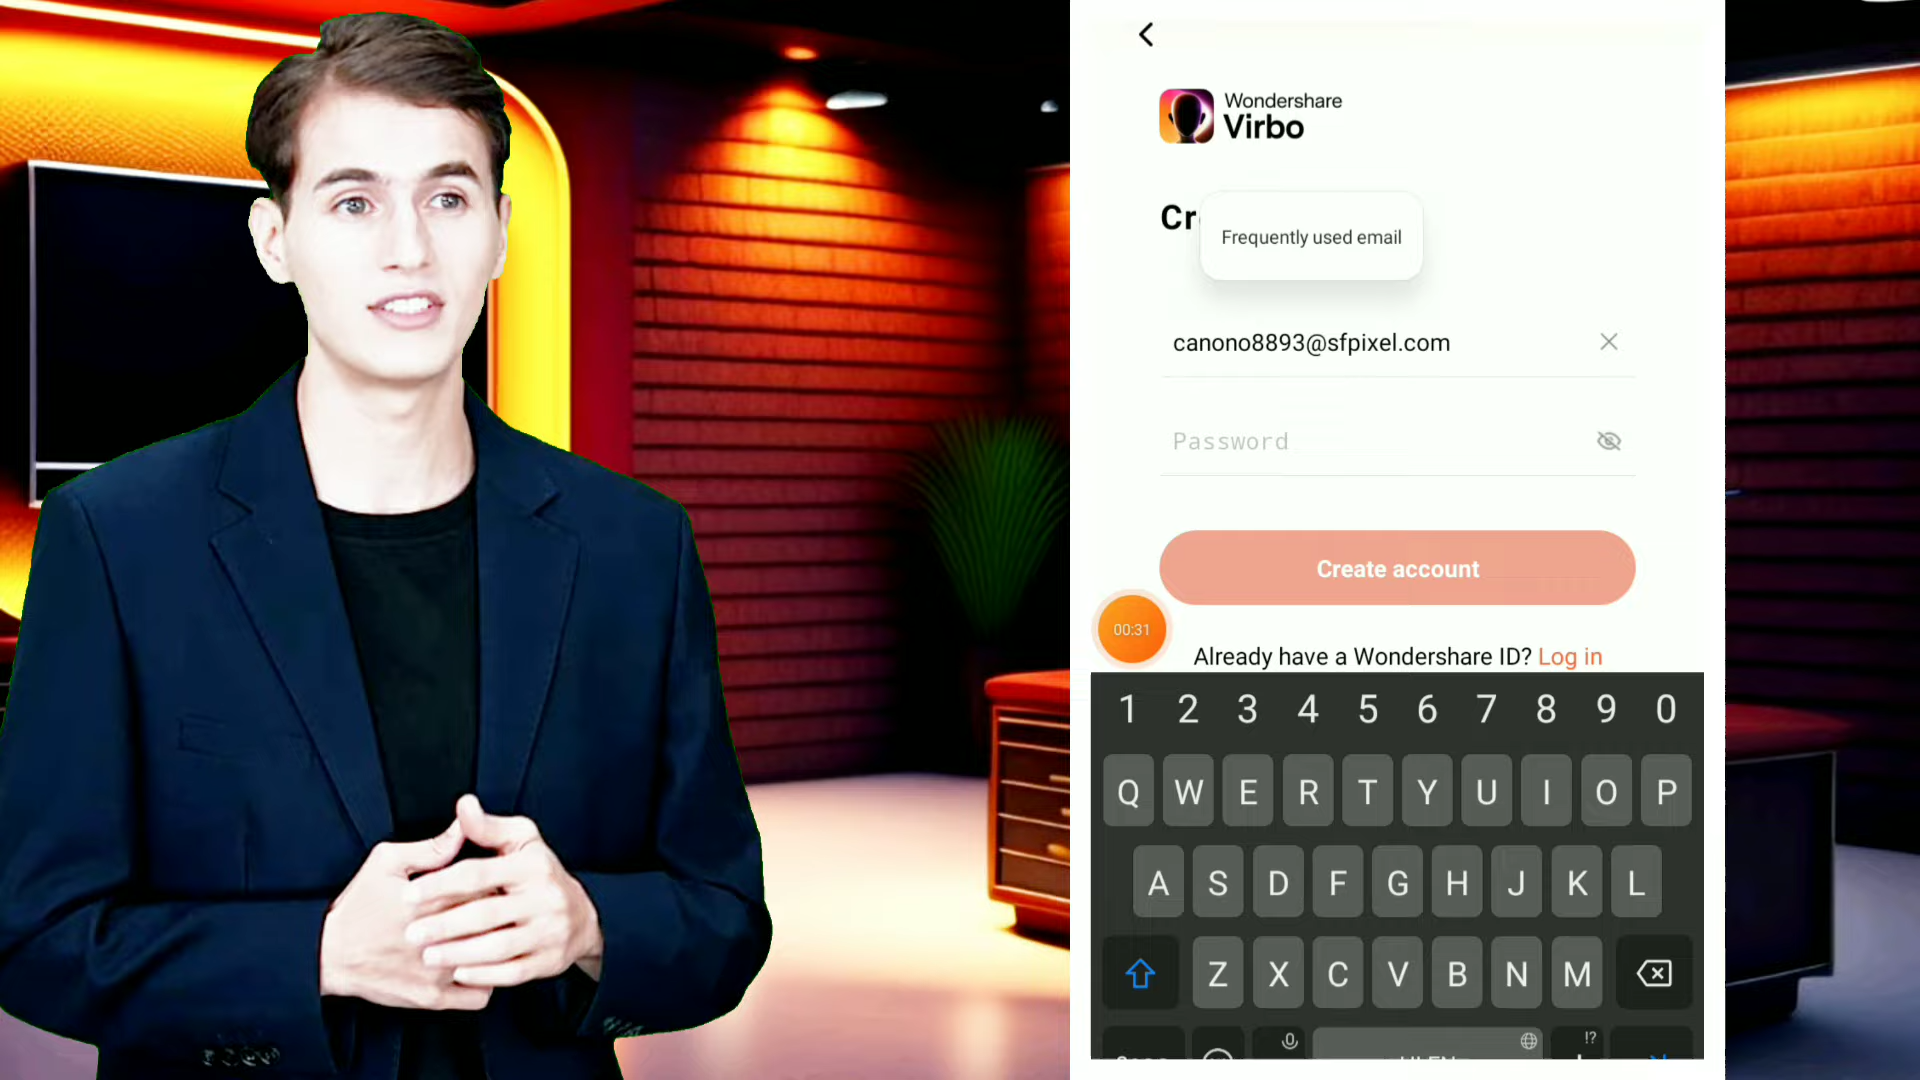 Wondershare
Virbo
Cr
Frequently used email
canono8893@sfpixel.com
Password
Create account
00:31
Already have a Wondershare ID? Log in
1 2 3 4 5 6 7 8 9 0
Q W E R T Y U I O P
A S D F G H J K L
Z X C V B N M
!?